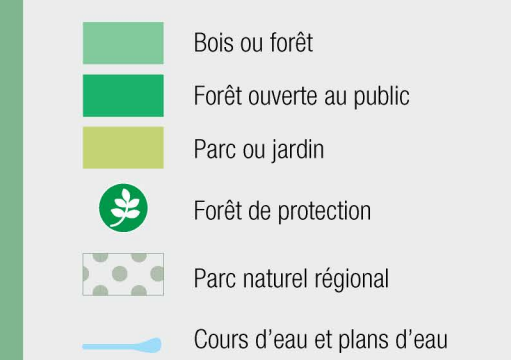 Bois ou forêt
Forêt ouverte au public
Parc ou jardin
Forêt de protection
Parc naturel régional
Cours d'eau et plans d'eau